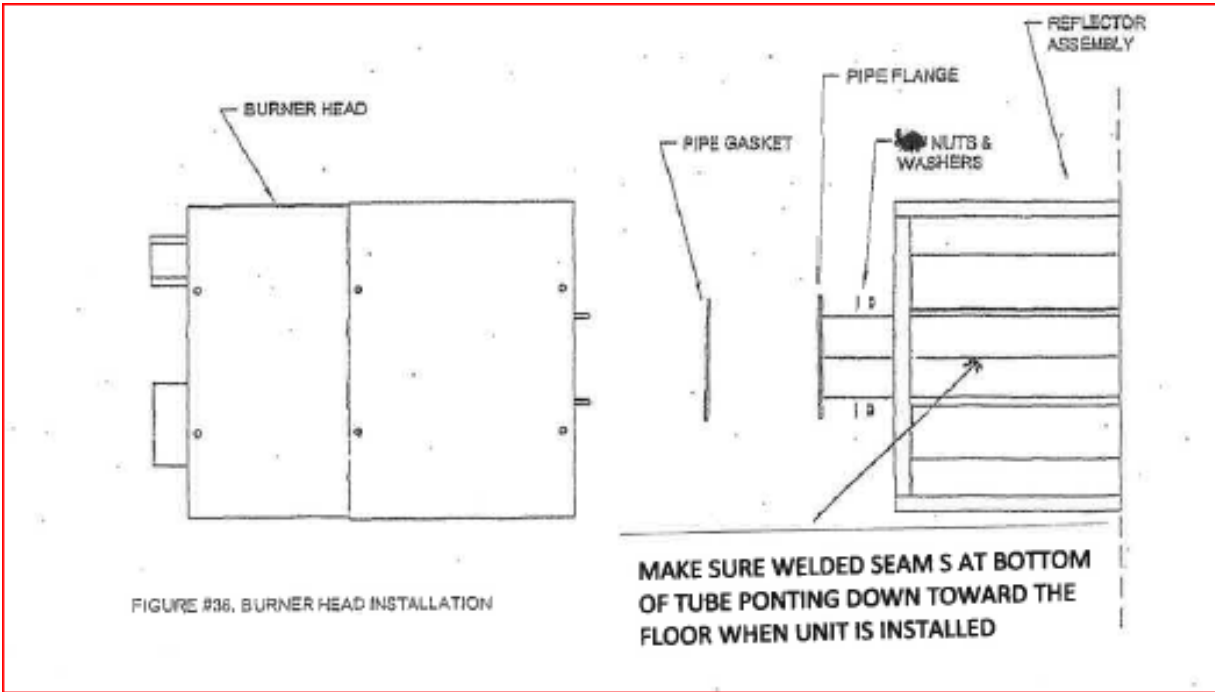 REFLECTOR
ASSEMBLY
PIPE FLANGE
BURNER HEAD
PIPE GASKET
NUTS &
WASHERS
MAKE SURE WELDED SEAM S AT BOTTOM
OF TUBE PONTING DOWN TOWARD THE
FLOOR WHEN UNIT IS INSTALLED
FIGURE #36. BURNER HEAD INSTALLATION